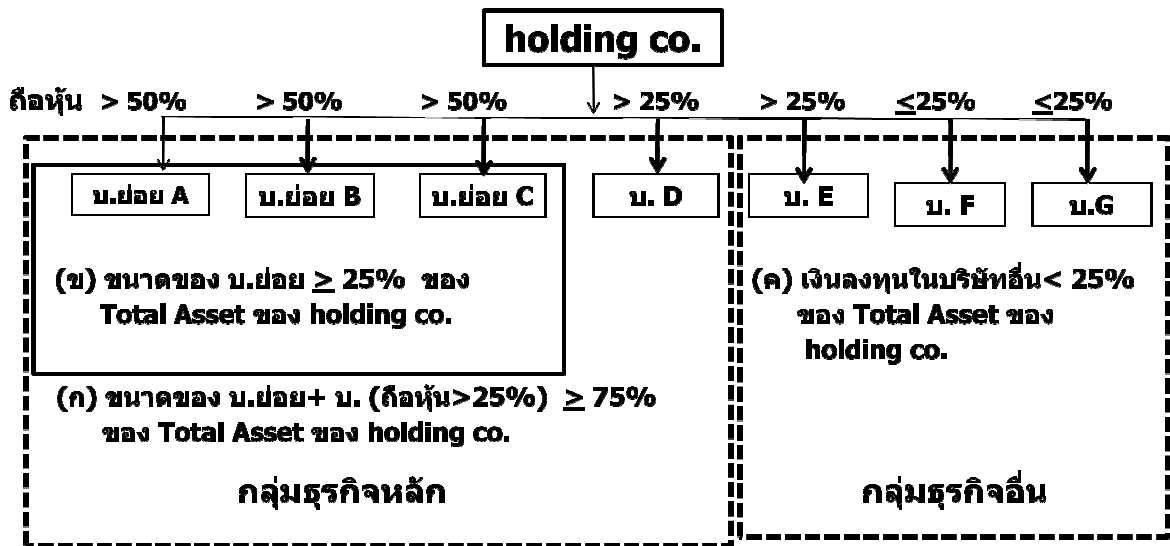 holding co.
ถือหุ้น > 50% > 50% > 50% > 25% > 25% ≤25% ≤25%
บ.ย่อย A บ.ย่อย B บ.ย่อย C บ. D บ. E บ. F บ.G
(ข) ขนาดของ บ.ย่อย ≥ 25% ของ
Total Asset ของ holding co.
(ค) เงินลงทุนในบริษัทอื่น< 25%
ของ Total Asset ของ
holding co.
(ก) ขนาดของ บ.ย่อย+ บ. (ถือหุ้น>25%) ≥ 75%
ของ Total Asset ของ holding co.
กลุ่มธุรกิจหลัก
กลุ่มธุรกิจอื่น